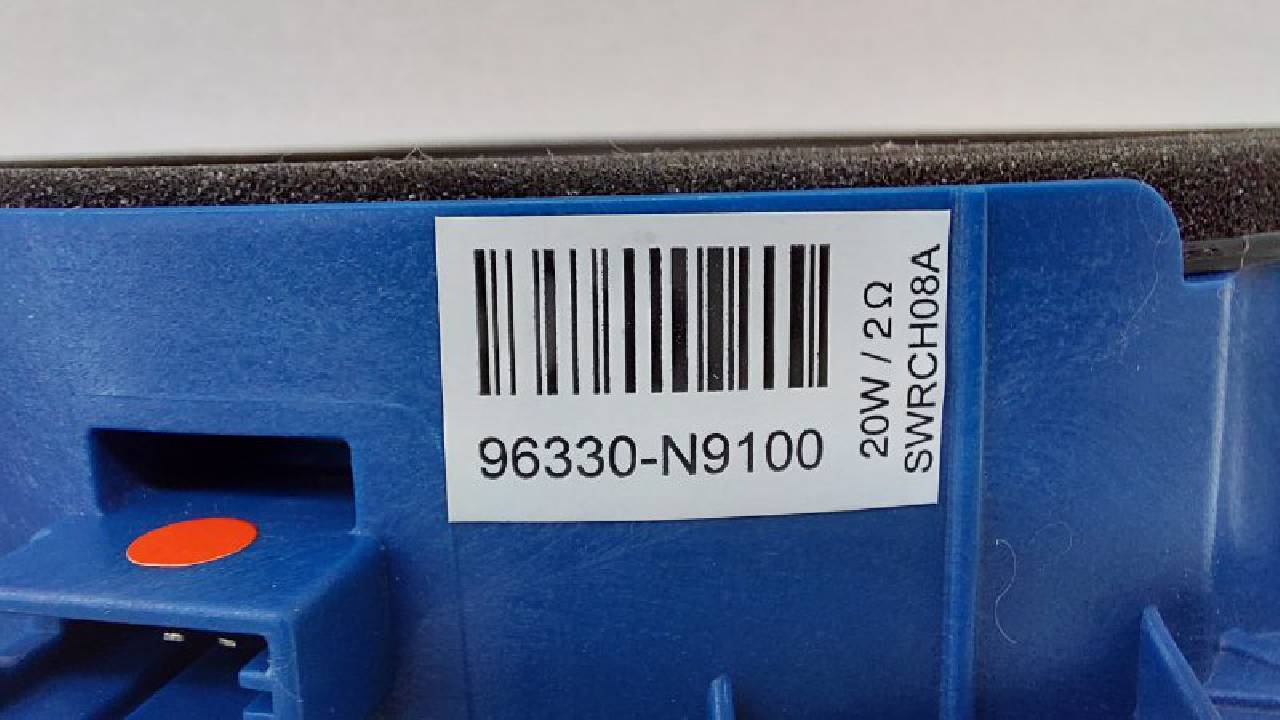 96330-N9100
20W / 2 Ω
SWRCH08A